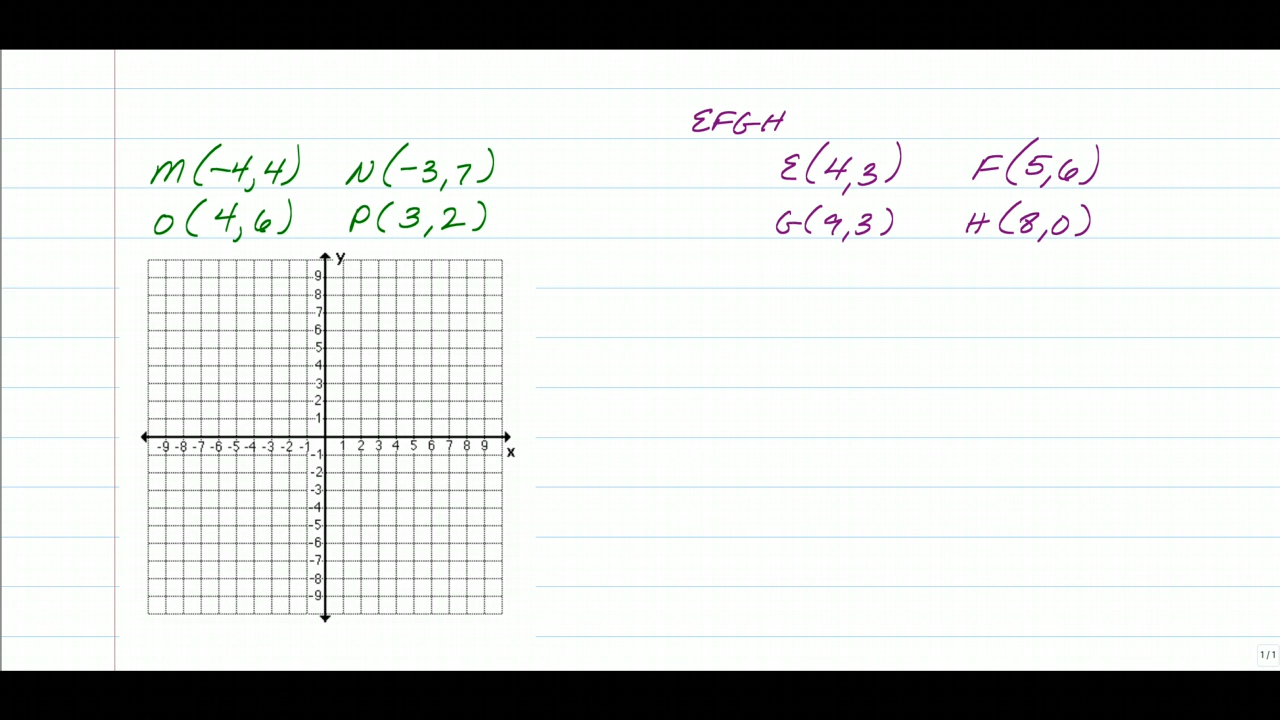 EFGH
M(-4,4) N(-3,7)
O(4,6) P(3,2)
E(4,3) F(5,6)
G(9,3) H(8,0)
y
9
8
7
6
5
4
3
2
1
-9 -8 -7 -6 -5 -4 -3 -2 -1 1 2 3 4 5 6 7 8 9
x
-1
-2
-3
-4
-5
-6
-7
-8
-9
1/1